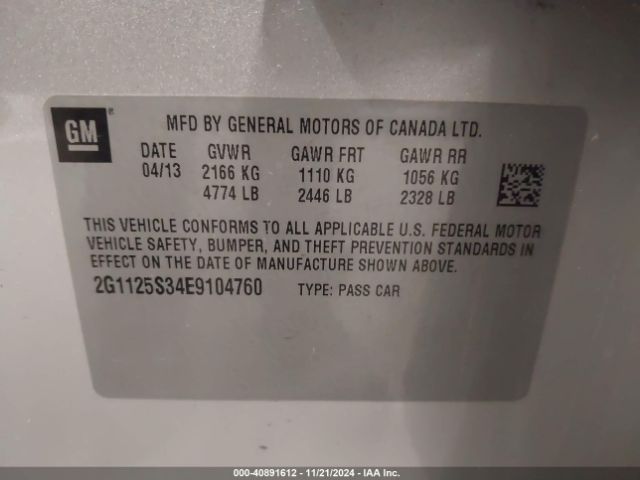 GM ®
MFD BY GENERAL MOTORS OF CANADA LTD.
DATE GVWR GAWR FRT GAWR RR
04/13 2166 KG 1110 KG 1056 KG
4774 LB 2446 LB 2328 LB
THIS VEHICLE CONFORMS TO ALL APPLICABLE U.S. FEDERAL MOTOR
VEHICLE SAFETY, BUMPER, AND THEFT PREVENTION STANDARDS IN
EFFECT ON THE DATE OF MANUFACTURE SHOWN ABOVE.
2G1125S34E9104760 TYPE: PASS CAR
000-40891612 - 11/21/2024 - IAA Inc.